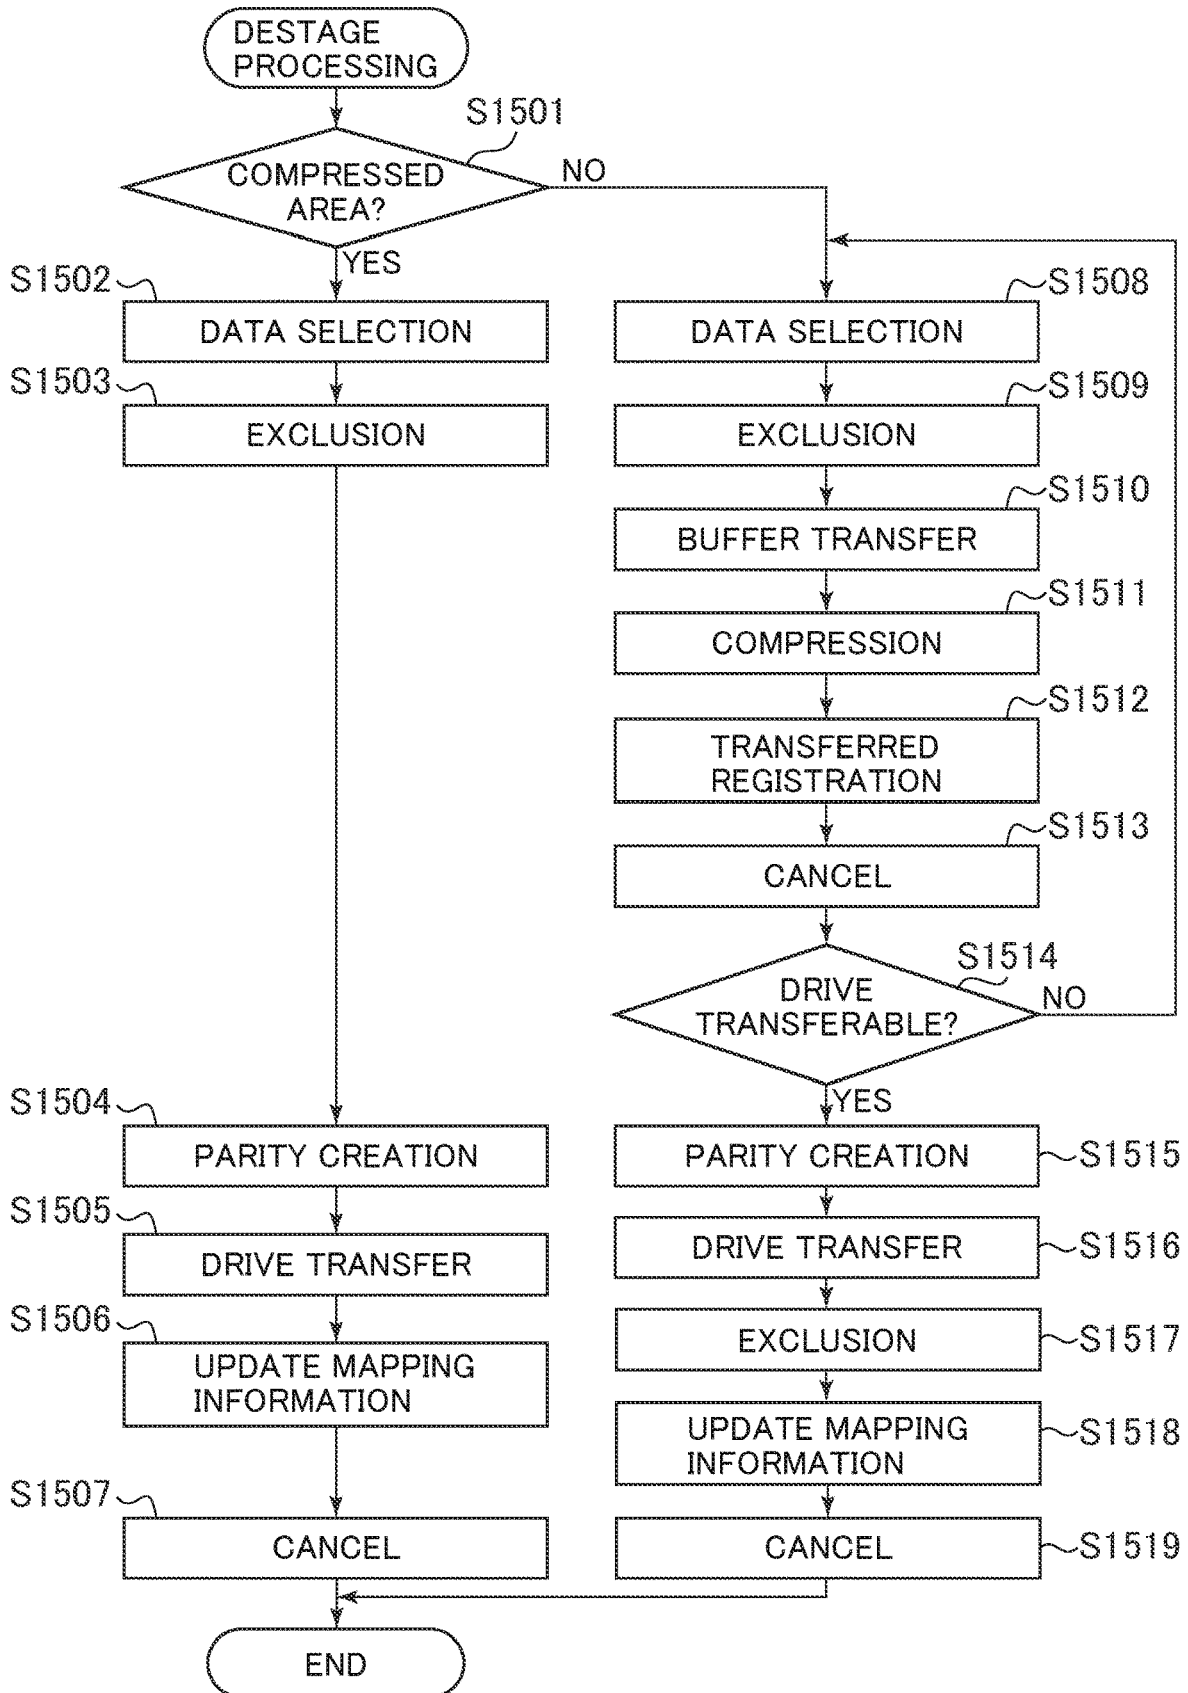 DESTAGE
PROCESSING
S1501
COMPRESSED
AREA?
NO
YES
S1502
DATA SELECTION
S1503
EXCLUSION
S1504
PARITY CREATION
S1505
DRIVE TRANSFER
S1506
UPDATE MAPPING
INFORMATION
S1507
CANCEL
S1508
DATA SELECTION
S1509
EXCLUSION
S1510
BUFFER TRANSFER
S1511
COMPRESSION
S1512
TRANSFERRED
REGISTRATION
S1513
CANCEL
S1514
DRIVE
TRANSFERABLE?
NO
YES
PARITY CREATION
S1515
DRIVE TRANSFER
S1516
EXCLUSION
S1517
UPDATE MAPPING
INFORMATION
S1518
CANCEL
S1519
END